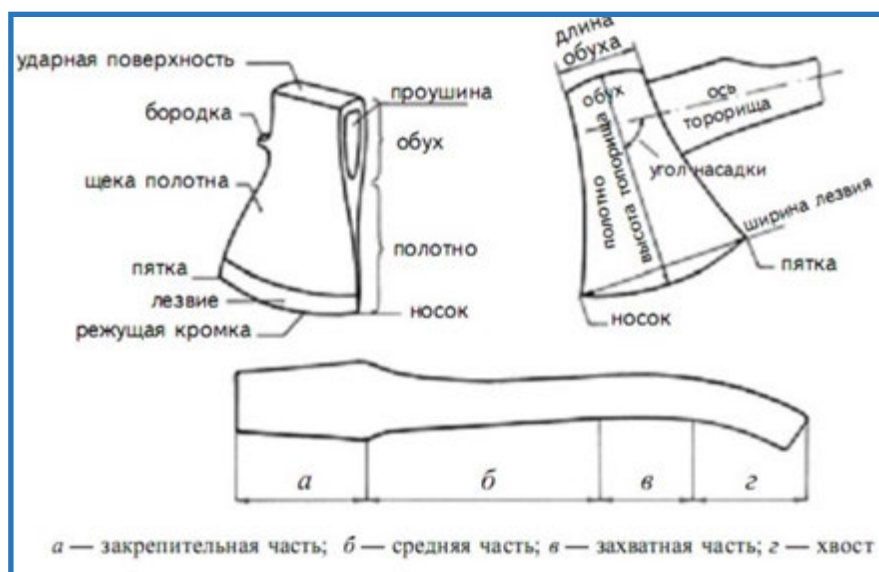 ударная поверхность
бородка
щека полотна
пятка
лезвие
режущая кромка
проушина
обух
полотно
носок
длина
обуха
обух
ось
торорища
угол насадки
полотно
высота топорища
ширина лезвия
пятка
носок
а
б
в
г
а — закрепительная часть; б — средняя часть; в — захватная часть; г — хвост